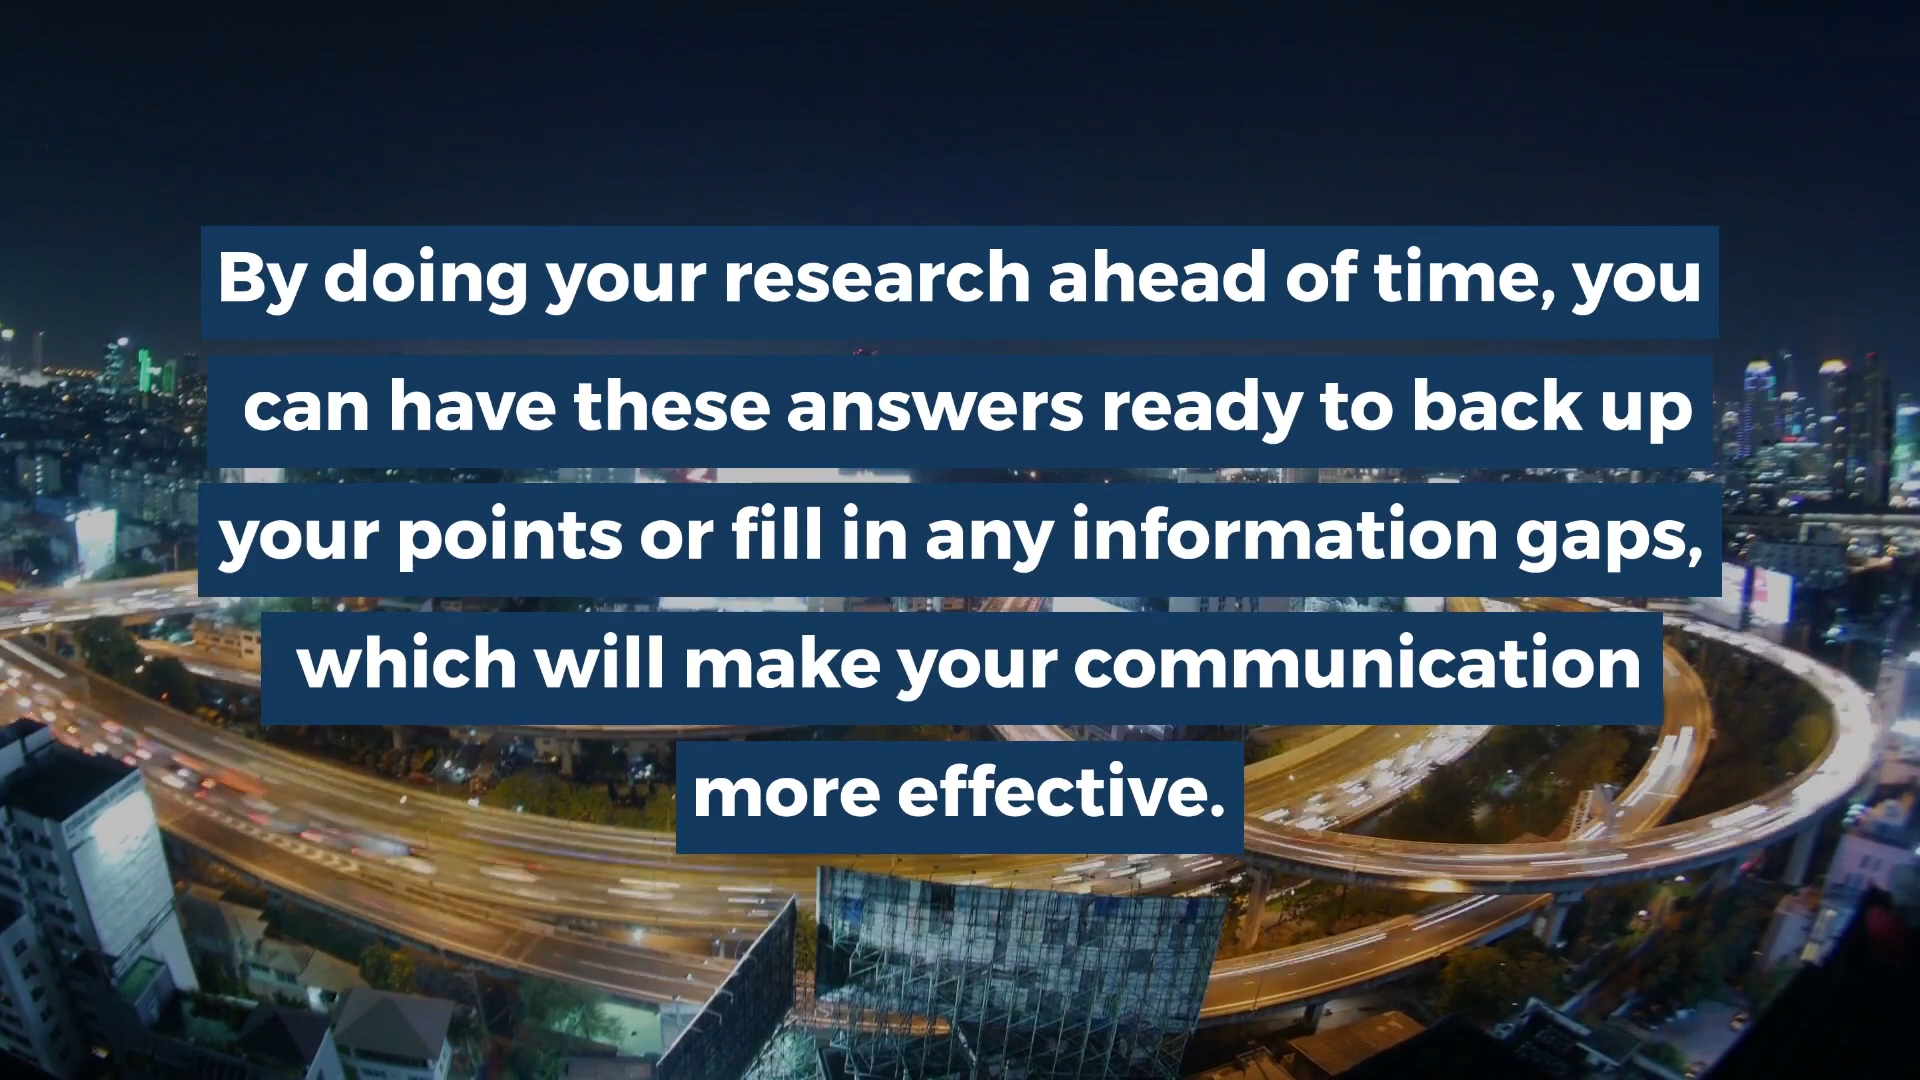 By doing your research ahead of time, you
can have these answers ready to back up
your points or fill in any information gaps,
which will make your communication
more effective.